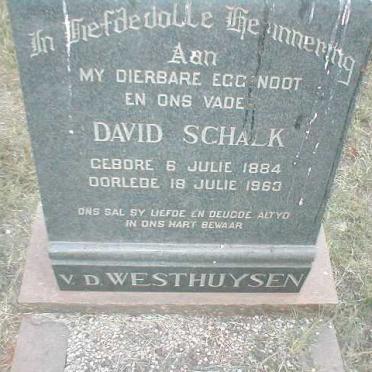 In Liefdevolle Herinnering
Aan
MY DIERBARE EGGENOOT
EN ONS VADER
DAVID SCHALK
GEBORE 6 JULIE 1884
OORLEDE 18 JULIE 1963
ONS SAL SY LIEFDE EN DEUGDE ALTYD
IN ONS HART BEWAAR
V.D. WESTHUYSEN